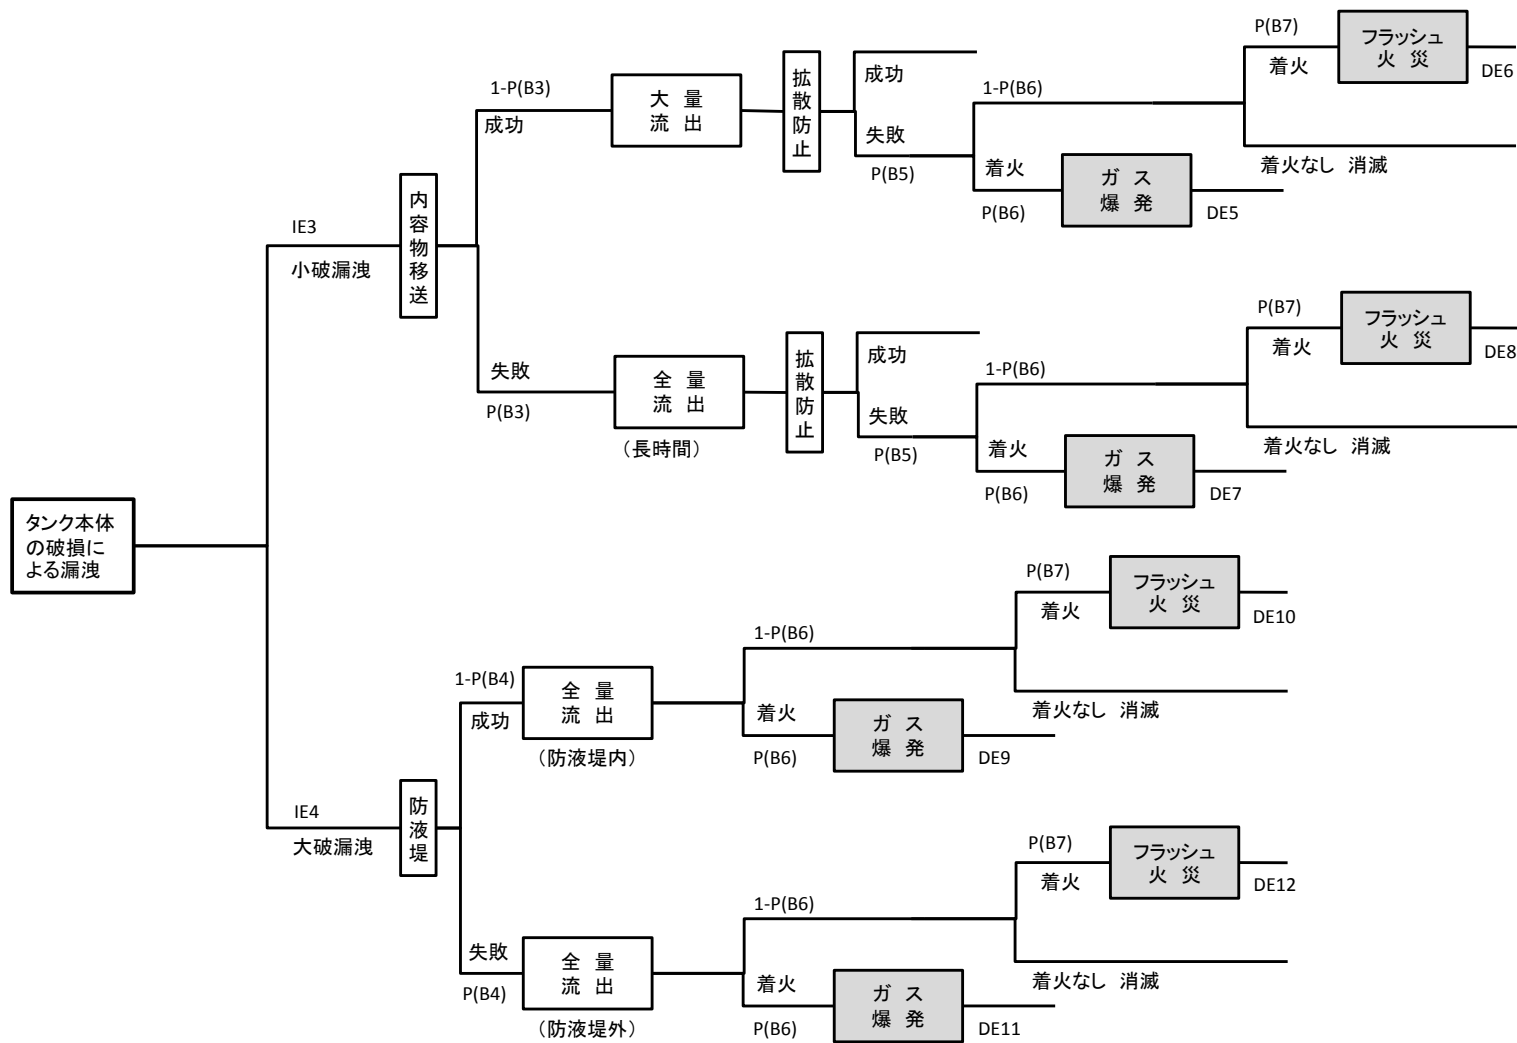 P(B7)
着火
フラッシュ
火 災
DE6
1-P(B3)
成功
大 量
流 出
拡散防止
成功
失敗
P(B5)
1-P(B6)
着火
P(B6)
ガ ス
爆 発
DE5
着火なし 消滅
IE3
小破漏洩
内容物移送
P(B7)
着火
フラッシュ
火 災
DE8
失敗
P(B3)
全 量
流 出
（長時間）
拡散防止
成功
失敗
P(B5)
1-P(B6)
着火
P(B6)
ガ ス
爆 発
DE7
着火なし 消滅
タンク本体
の破損に
よる漏洩
P(B7)
着火
フラッシュ
火 災
DE10
1-P(B6)
1-P(B4)
成功
全 量
流 出
（防液堤内）
着火
P(B6)
ガ ス
爆 発
DE9
着火なし 消滅
IE4
大破漏洩
防液堤
P(B7)
着火
フラッシュ
火 災
DE12
1-P(B6)
失敗
P(B4)
全 量
流 出
（防液堤外）
着火
P(B6)
ガ ス
爆 発
DE11
着火なし 消滅